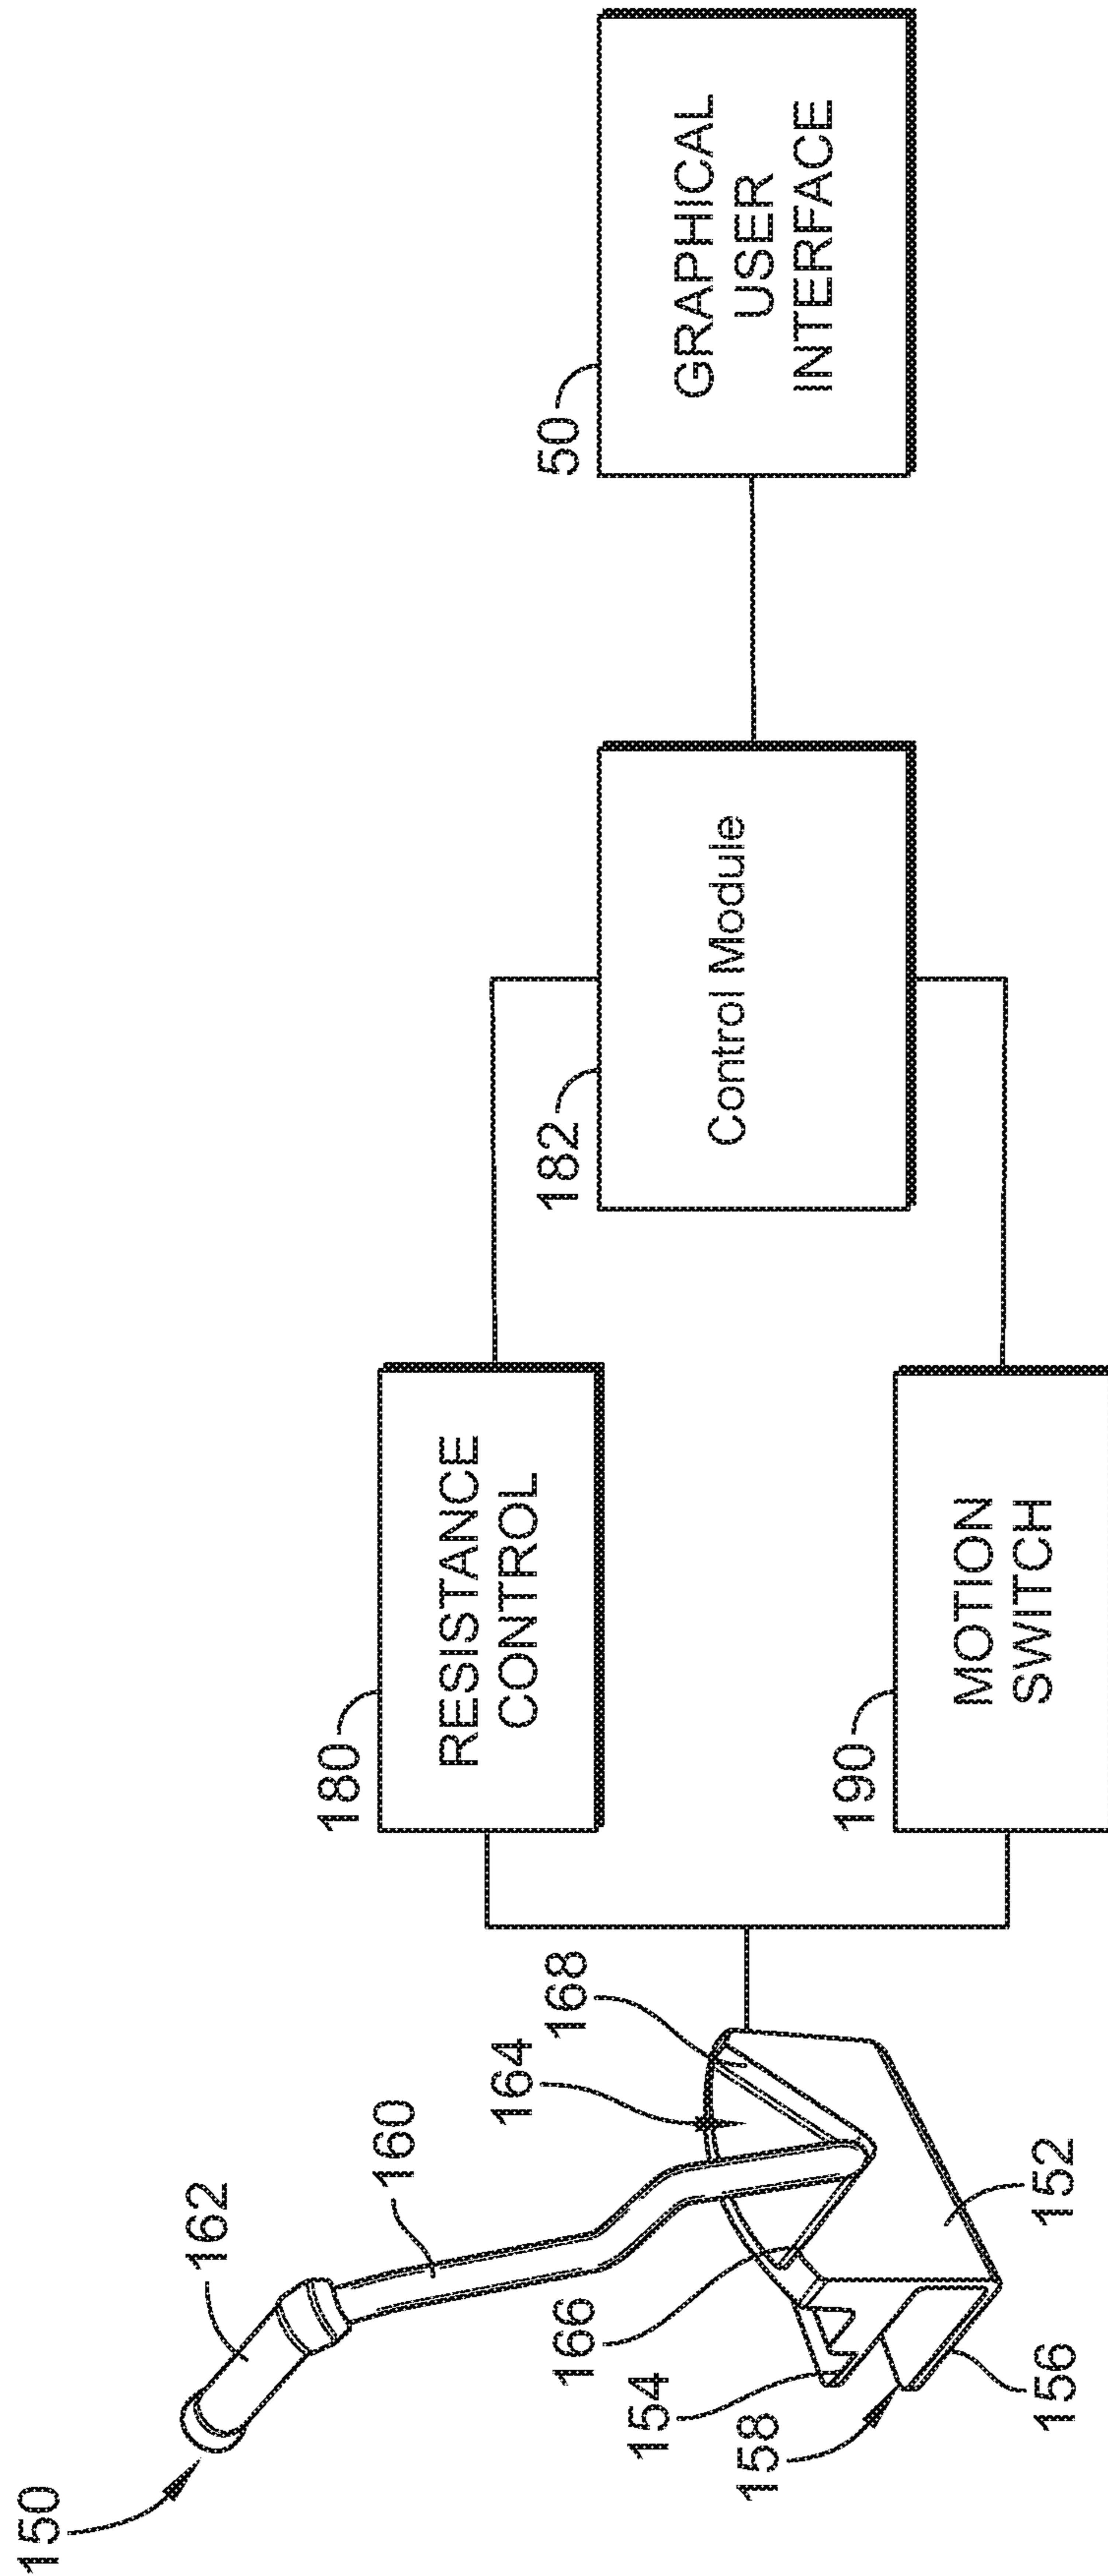 150
162
160
164
168
166
154
158
156
152
180
RESISTANCE
CONTROL
190
MOTION
SWITCH
182
Control Module
50
GRAPHICAL
USER
INTERFACE